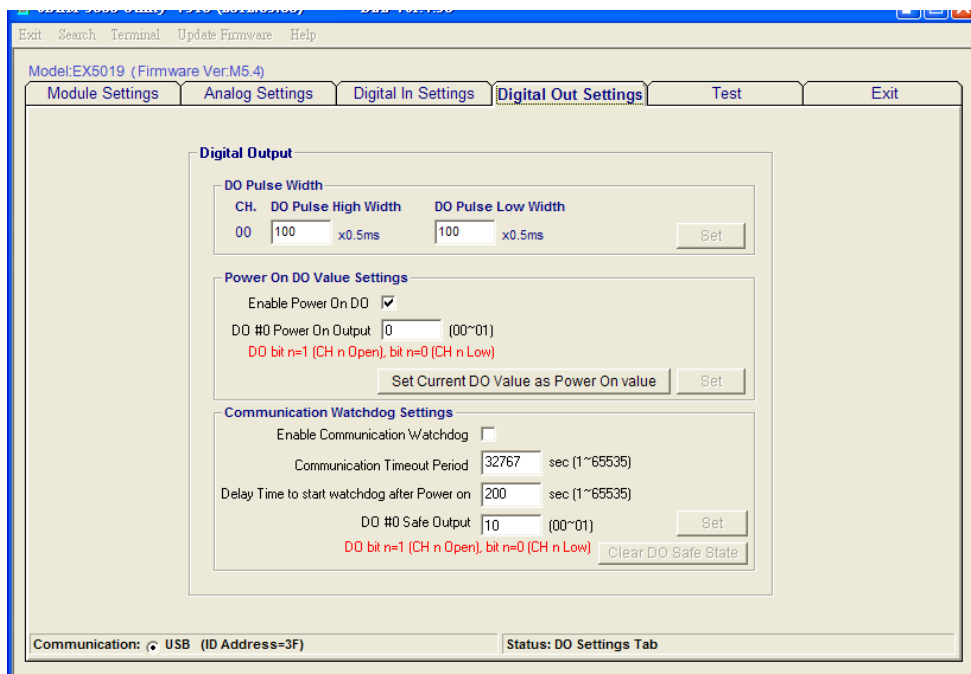 Exit Search Terminal Update Firmware Help
Model:EX5019 (Firmware Ver:M5.4)
Module Settings Analog Settings Digital In Settings Digital Out Settings Test Exit
Digital Output
DO Pulse Width
CH. DO Pulse High Width DO Pulse Low Width
00 100 x0.5ms 100 x0.5ms Set
Power On DO Value Settings
Enable Power On DO
DO #0 Power On Output 0 (00~01)
DO bit n=1 (CH n Open), bit n=0 (CH n Low)
Set Current DO Value as Power On value Set
Communication Watchdog Settings
Enable Communication Watchdog
Communication Timeout Period 32767 sec (1~65535)
Delay Time to start watchdog after Power on 200 sec (1~65535)
DO #0 Safe Output 10 (00~01) Set
DO bit n=1 (CH n Open), bit n=0 (CH n Low) Clear DO Safe State
Communication: USB (ID Address=3F) Status: DO Settings Tab